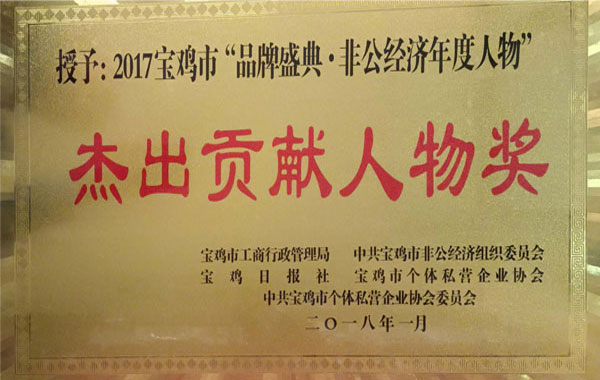 授予：2017宝鸡市“品牌盛典·非公经济年度人物”
杰出贡献人物奖
宝鸡市工商行政管理局 中共宝鸡市非公经济组织委员会
宝鸡日报社 宝鸡市个体私营企业协会
中共宝鸡市个体私营企业协会委员会
二〇一八年一月